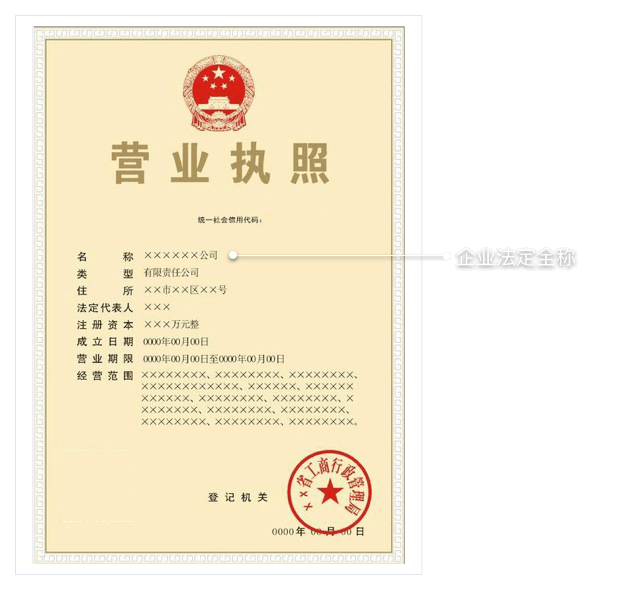 营业执照
统一社会信用代码：
名称 ××××××公司
企业法定全称
类型 有限责任公司
住所 ××市××区××号
法定代表人 ×××
注册资本 ×××万元整
成立日期 0000年00月00日
营业期限 0000年00月00日至0000年00月00日
经营范围 ××××××××、×××××××、××××××××、
××××××××××××、××××××、××××××
××××××、××××××××、××××××××、×
×××××××、××××××××、××××××××、
××××××××、××××××××、××××××××。
登记机关
××省工商行政管理局
0000年 00月 00日